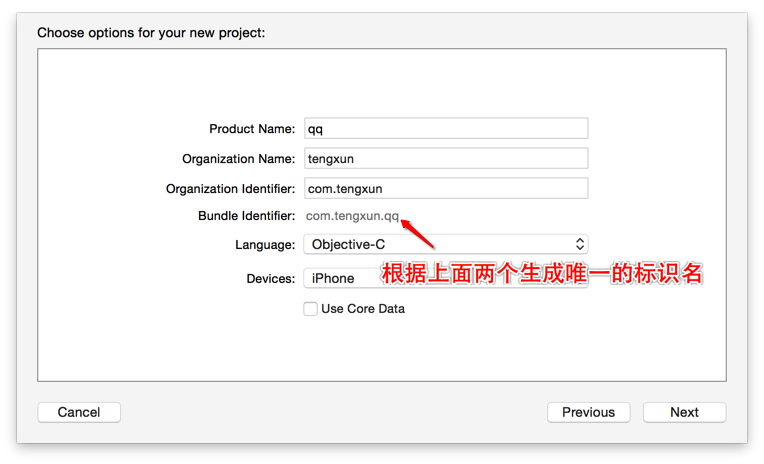 Choose options for your new project:
Product Name: qq
Organization Name: tengxun
Organization Identifier: com.tengxun
Bundle Identifier: com.tengxun.qq
Language: Objective-C
根据上面两个生成唯一的标识名
Devices: iPhone
Use Core Data
Cancel Previous Next